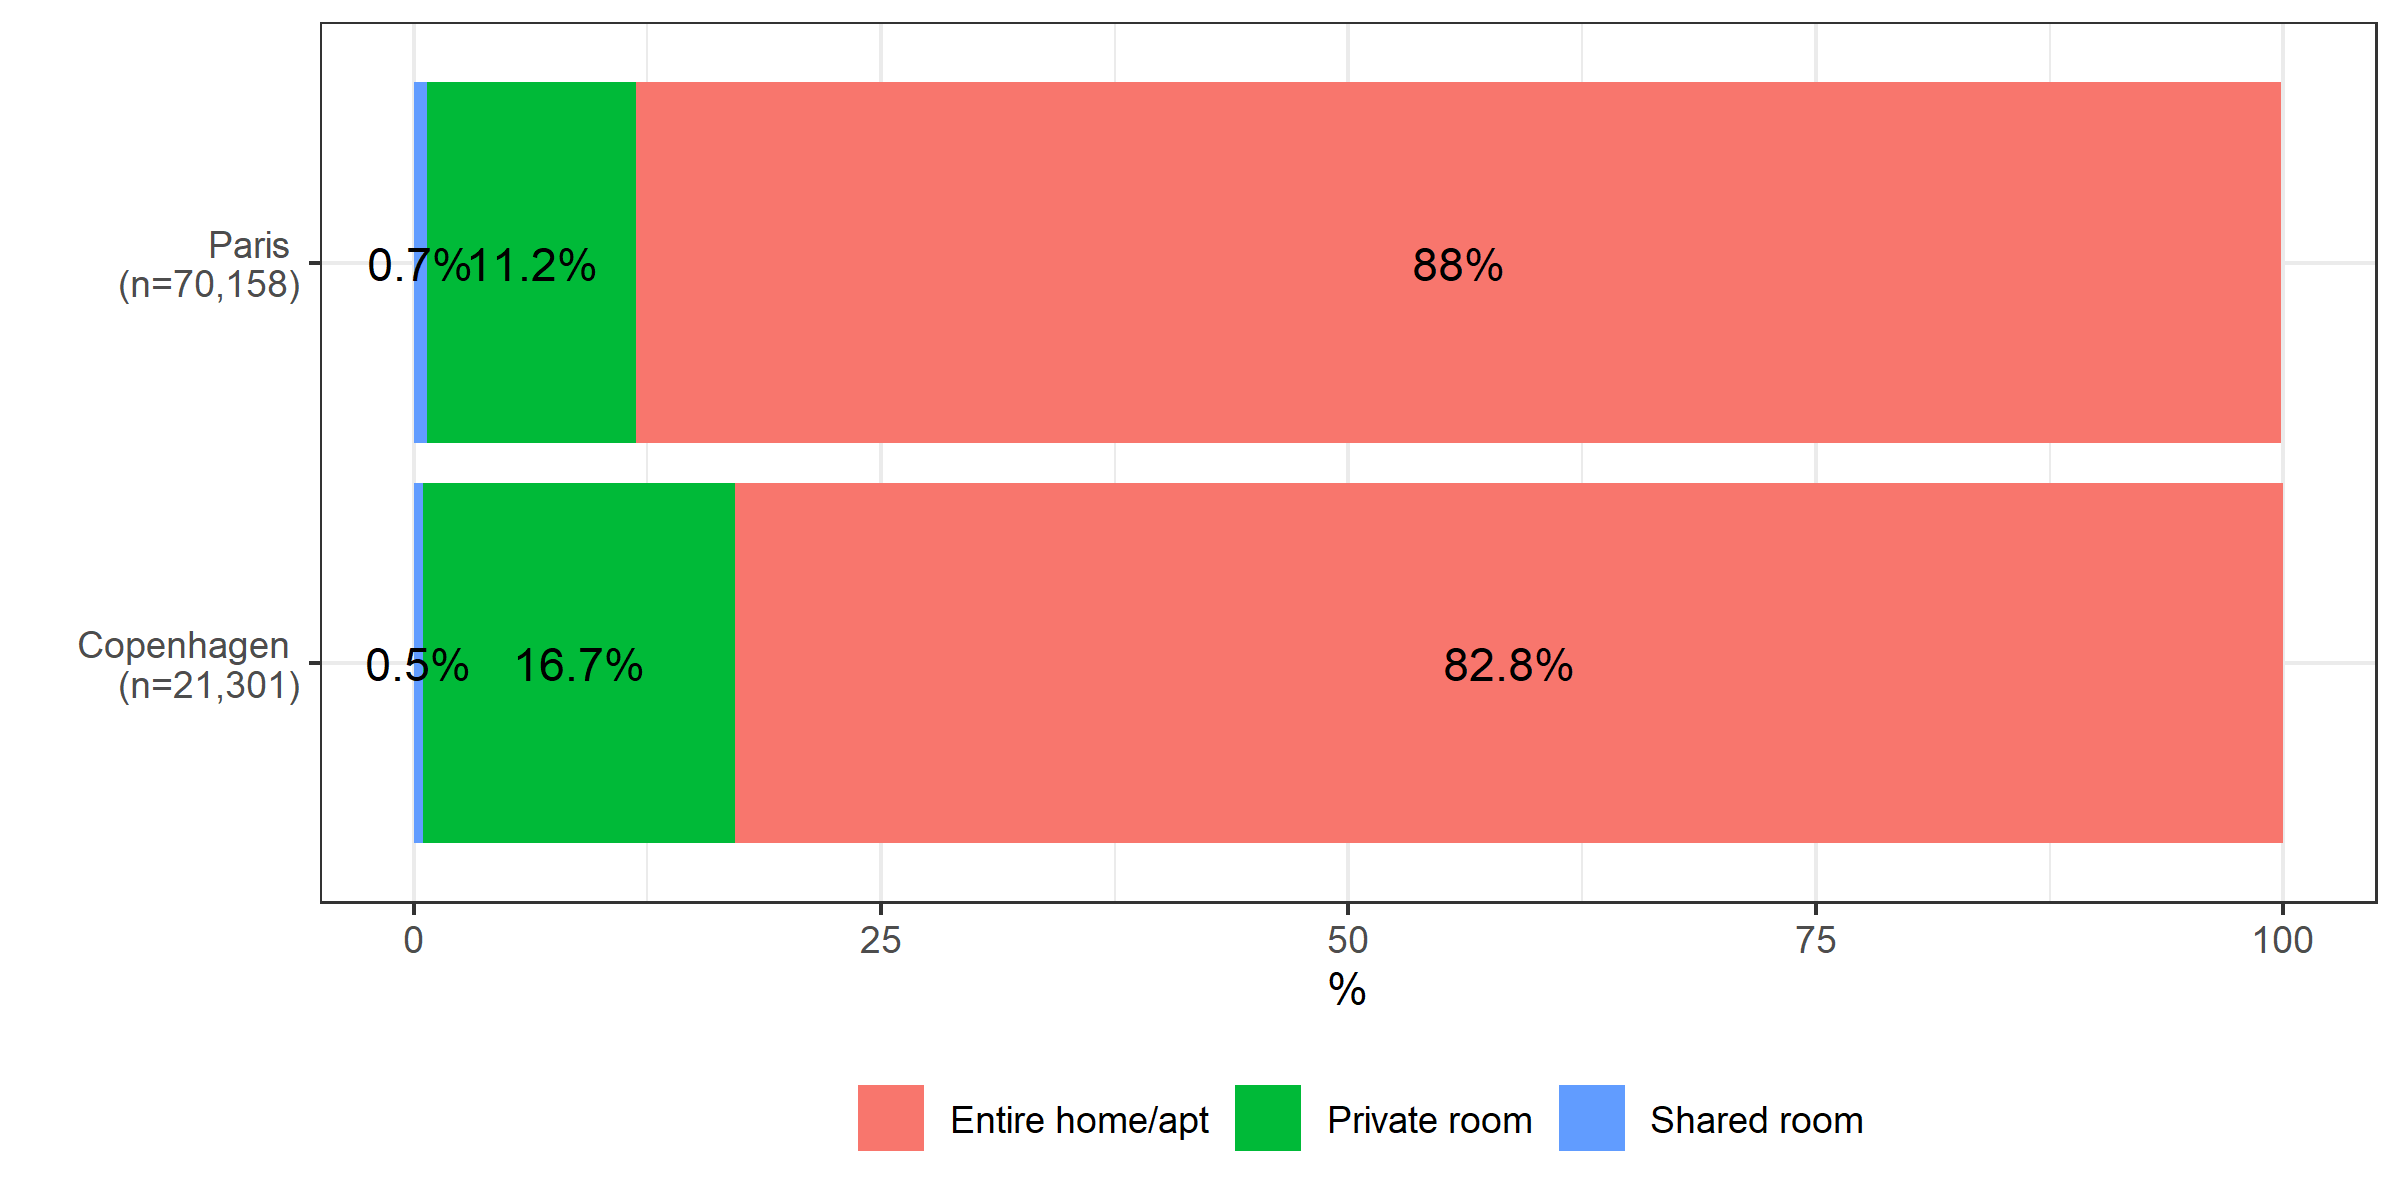 Paris
(n=70,158)
0.7%
11.2%
88%
Copenhagen
(n=21,301)
0.5%
16.7%
82.8%
0
25
50
75
100
%
Entire home/apt
Private room
Shared room